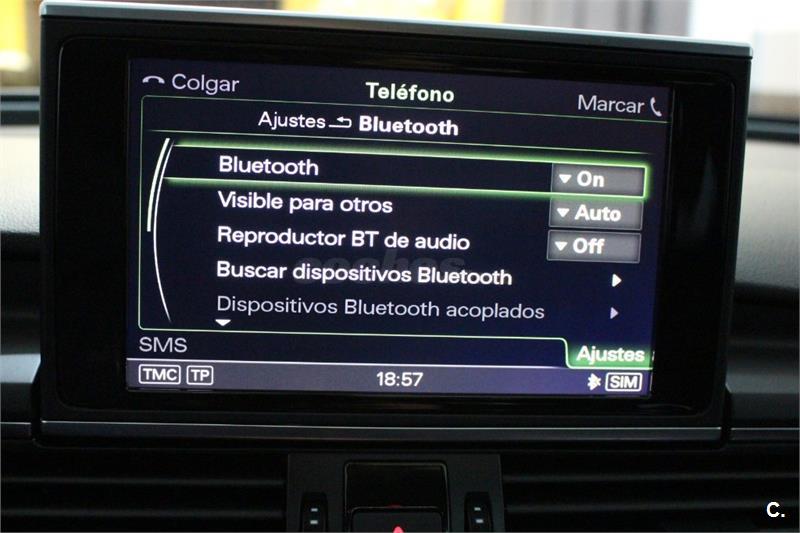 Colgar
Teléfono
Marcar
Ajustes Bluetooth
Bluetooth On
Visible para otros Auto
Reproductor BT de audio Off
Buscar dispositivos Bluetooth
Dispositivos Bluetooth acoplados
SMS
Ajustes
TMC TP 18:57 SIM
coches
C.